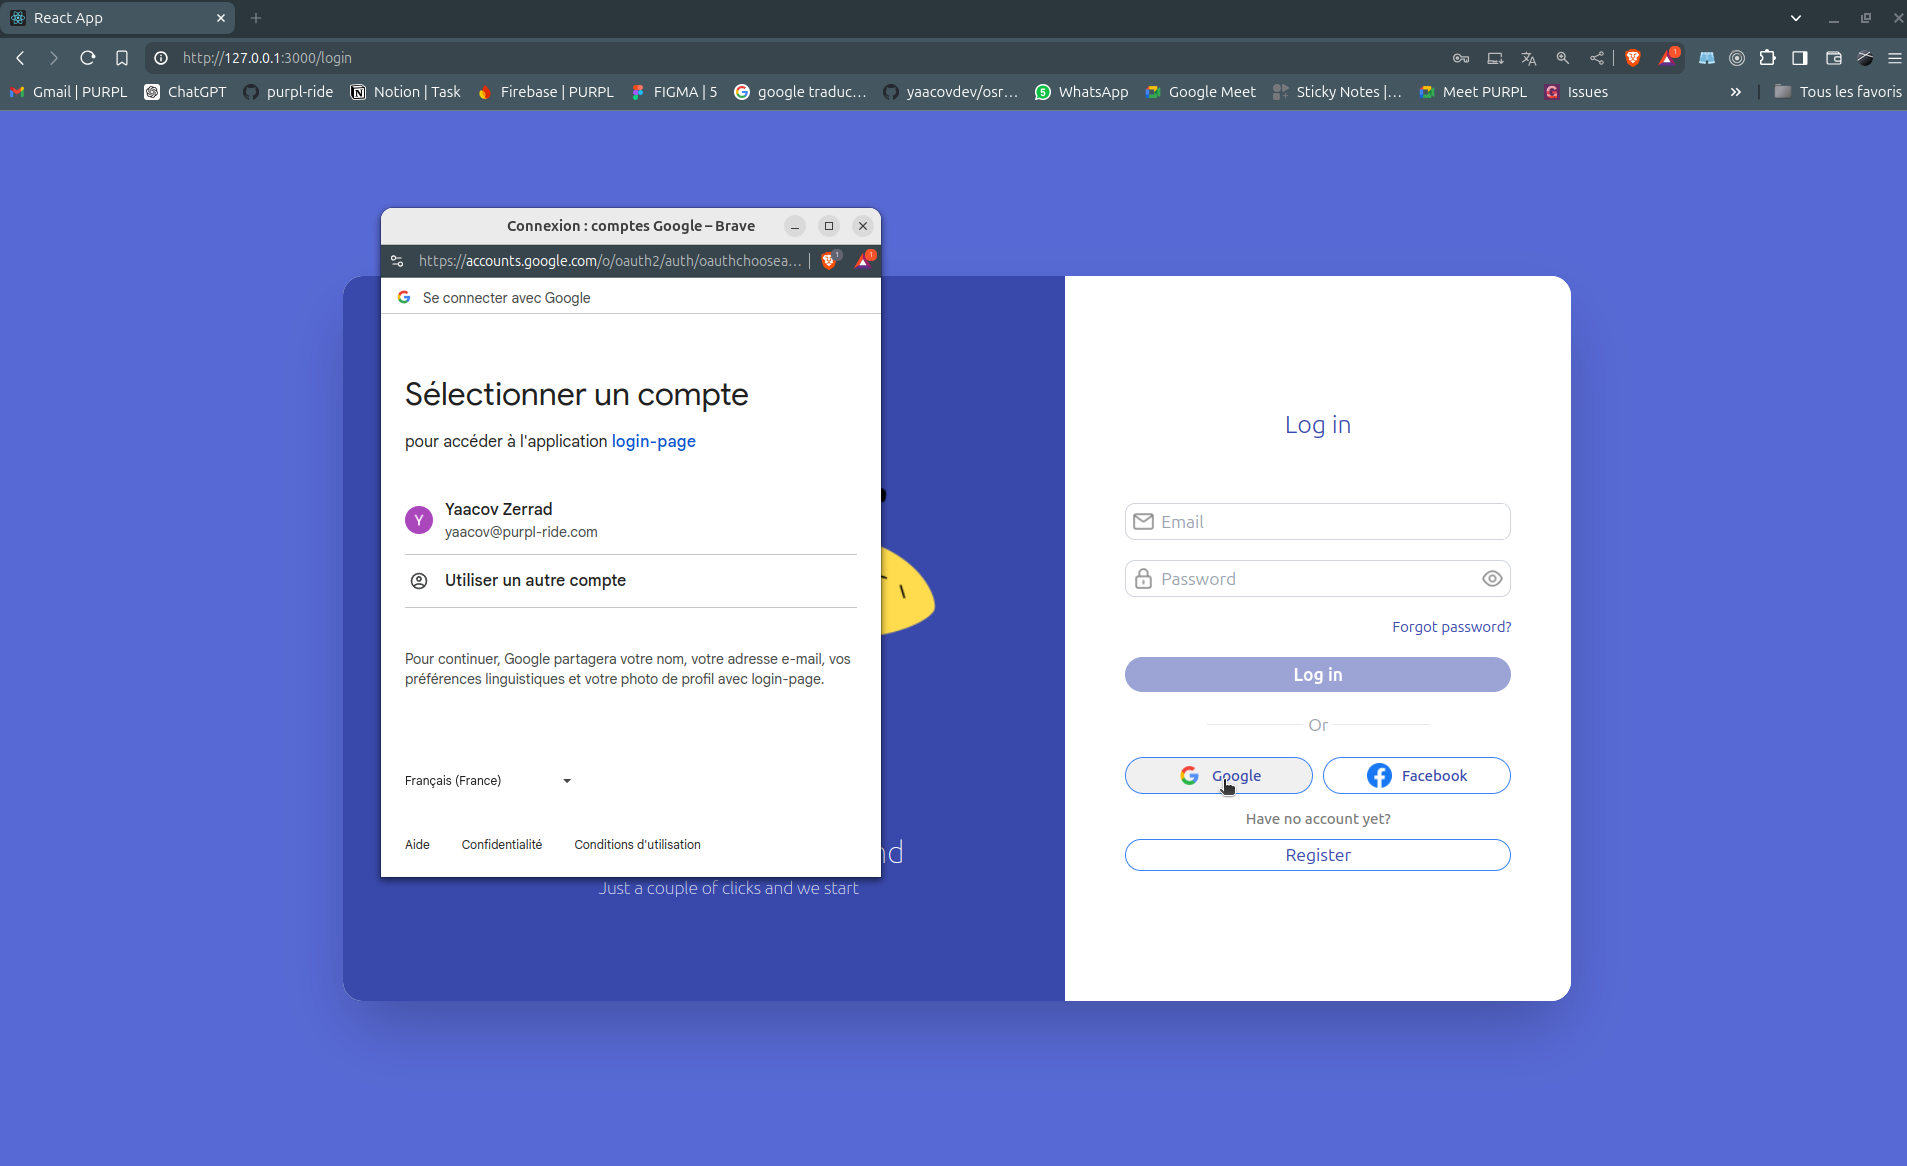 React App
http://127.0.0.1:3000/login
1
Gmail | PURPL
ChatGPT
purpl-ride
Notion | Task
Firebase | PURPL
FIGMA | 5
google traduc...
yaacovdev/osr...
5
WhatsApp
Google Meet
Sticky Notes |...
Meet PURPL
Issues
Tous les favoris
Connexion : comptes Google – Brave
https://accounts.google.com/o/oauth2/auth/oauthchoosea...
1
1
Se connecter avec Google
Sélectionner un compte
pour accéder à l'application login-page
Y
Yaacov Zerrad
yaacov@purpl-ride.com
Utiliser un autre compte
Pour continuer, Google partagera votre nom, votre adresse e-mail, vos
préférences linguistiques et votre photo de profil avec login-page.
Français (France)
Aide
Confidentialité
Conditions d'utilisation
nd
Just a couple of clicks and we start
Log in
Email
Password
Forgot password?
Log in
Or
Google
Facebook
Have no account yet?
Register